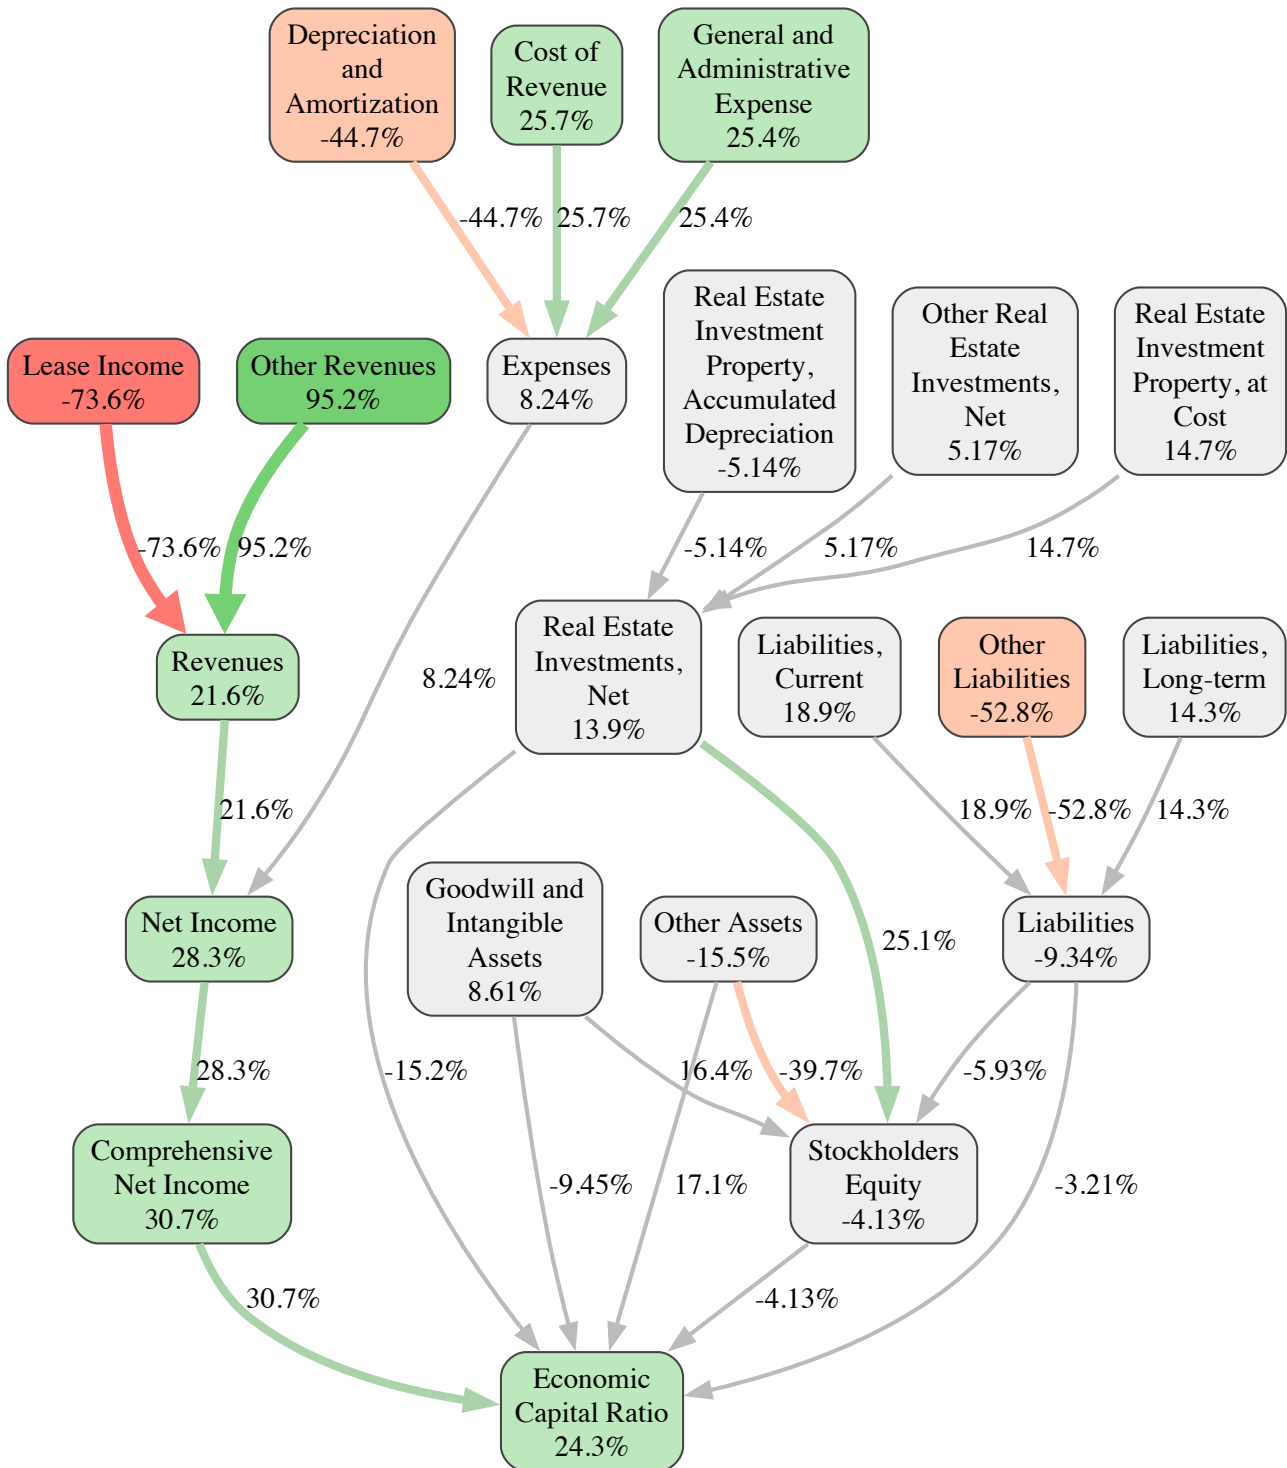 Depreciation
and
Amortization
-44.7%
Cost of
Revenue
25.7%
General and
Administrative
Expense
25.4%
-44.7%
25.7%
25.4%
Lease Income
-73.6%
Other Revenues
95.2%
Expenses
8.24%
Real Estate
Investment
Property,
Accumulated
Depreciation
-5.14%
Other Real
Estate
Investments,
Net
5.17%
Real Estate
Investment
Property, at
Cost
14.7%
-73.6%
95.2%
-5.14%
5.17%
14.7%
Revenues
21.6%
8.24%
Real Estate
Investments,
Net
13.9%
Liabilities,
Current
18.9%
Other
Liabilities
-52.8%
Liabilities,
Long-term
14.3%
21.6%
18.9%
-52.8%
14.3%
Net Income
28.3%
Goodwill and
Intangible
Assets
8.61%
Other Assets
-15.5%
25.1%
Liabilities
-9.34%
28.3%
-15.2%
16.4%
-39.7%
-5.93%
Comprehensive
Net Income
30.7%
-9.45%
17.1%
Stockholders
Equity
-4.13%
-3.21%
30.7%
-4.13%
Economic
Capital Ratio
24.3%